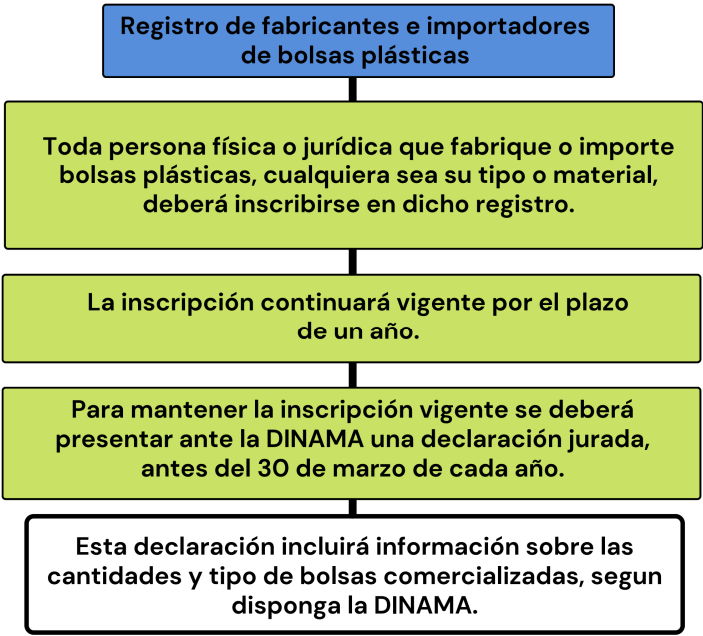 Registro de fabricantes e importadores
de bolsas plásticas
Toda persona física o jurídica que fabrique o importe
bolsas plásticas, cualquiera sea su tipo o material,
deberá inscribirse en dicho registro.
La inscripción continuará vigente por el plazo
de un año.
Para mantener la inscripción vigente se deberá
presentar ante la DINAMA una declaración jurada,
antes del 30 de marzo de cada año.
Esta declaración incluirá información sobre las
cantidades y tipo de bolsas comercializadas, segun
disponga la DINAMA.